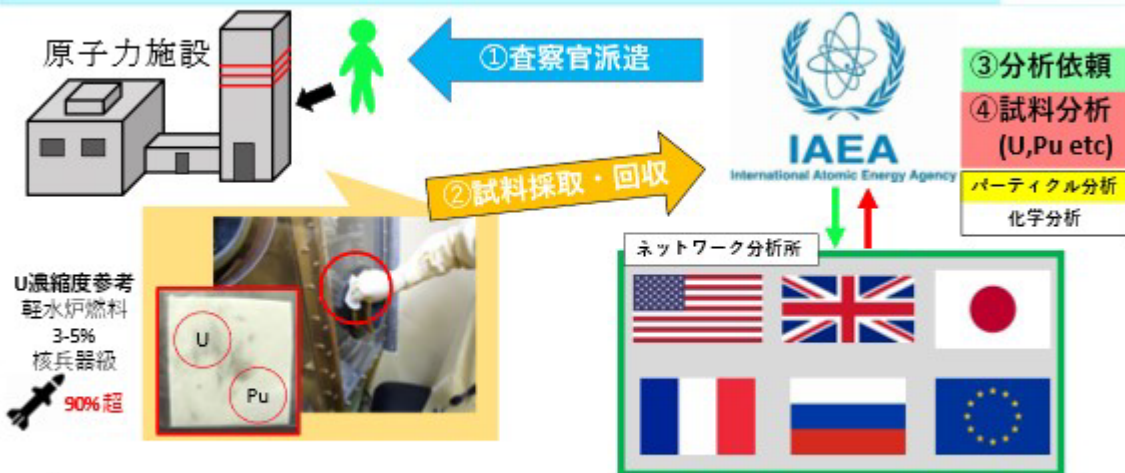 原子力施設
①査察官派遣
IAEA
International Atomic Energy Agency
③分析依頼
④試料分析
(U,Pu etc)
パーティクル分析
化学分析
②試料採取・回収
ネットワーク分析所
U濃縮度参考
軽水炉燃料
3-5%
核兵器級
90%超
U
Pu